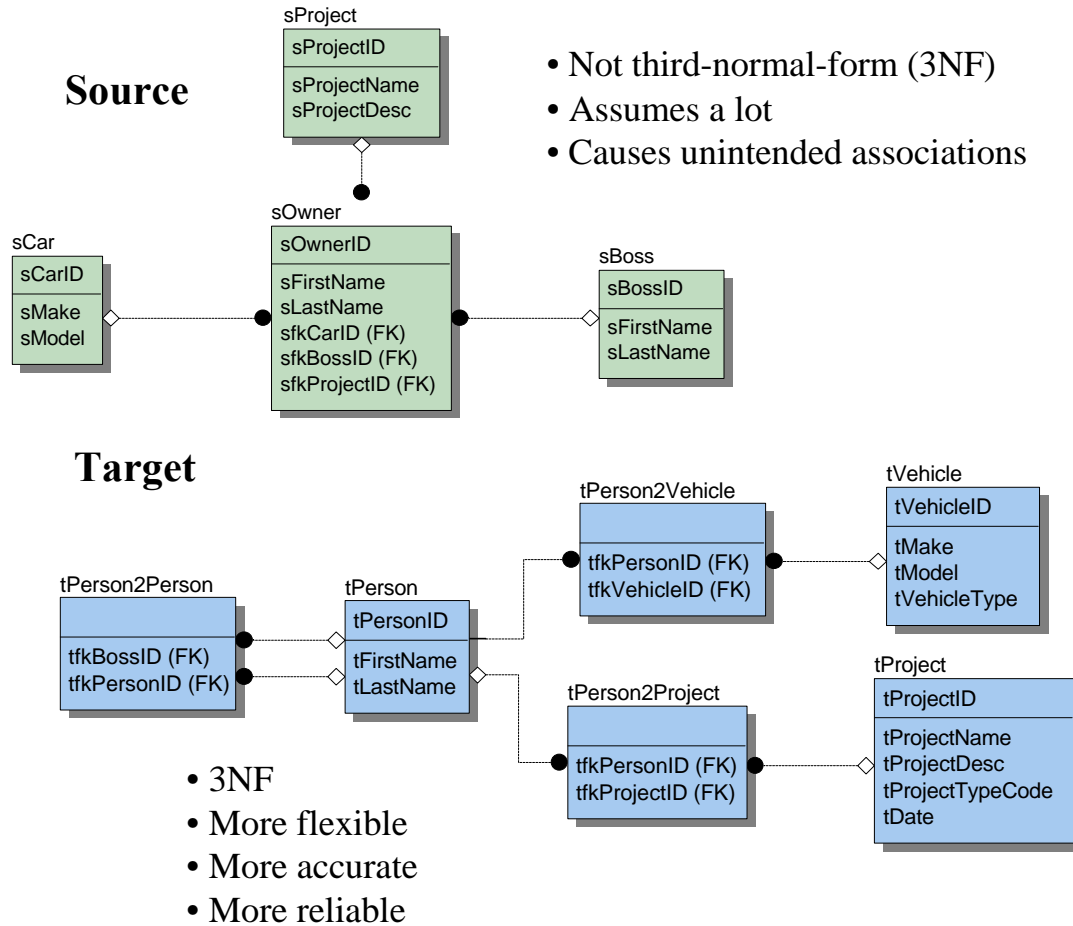 sProject
sProjectID
sProjectName
sProjectDesc
Source
• Not third-normal-form (3NF)
• Assumes a lot
• Causes unintended associations
sCar
sCarID
sMake
sModel
sOwner
sOwnerID
sFirstName
sLastName
sfkCarID (FK)
sfkBossID (FK)
sfkProjectID (FK)
sBoss
sBossID
sFirstName
sLastName
Target
tPerson2Person
tfkBossID (FK)
tfkPersonID (FK)
tPerson
tPersonID
tFirstName
tLastName
tPerson2Vehicle
tfkPersonID (FK)
tfkVehicleID (FK)
tVehicle
tVehicleID
tMake
tModel
tVehicleType
tPerson2Project
tfkPersonID (FK)
tfkProjectID (FK)
tProject
tProjectID
tProjectName
tProjectDesc
tProjectTypeCode
tDate
• 3NF
• More flexible
• More accurate
• More reliable